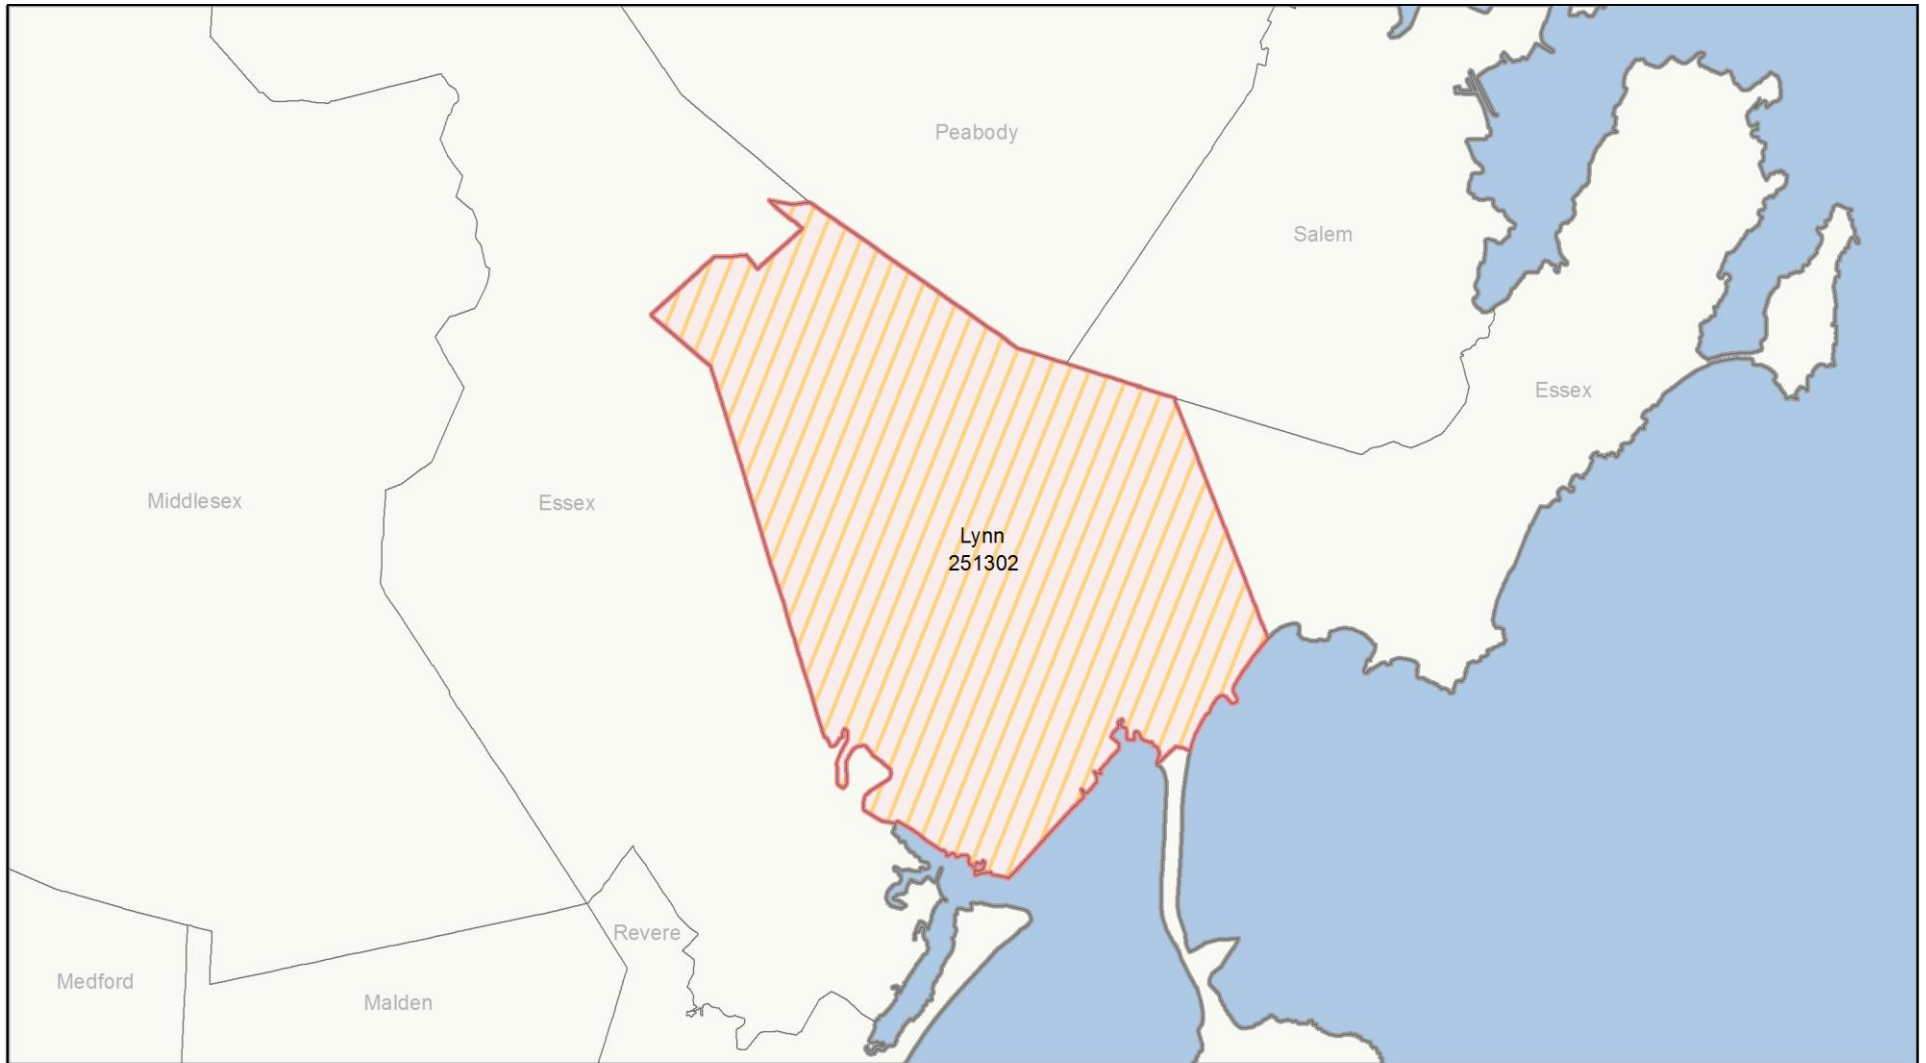 Peabody
Salem
Essex
Middlesex
Essex
Lynn
251302
Revere
Medford
Malden